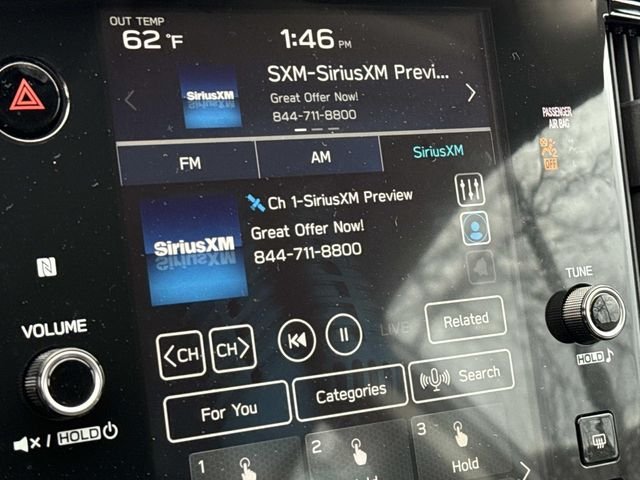 OUT TEMP
62 °F
1:46 PM
SXM-SiriusXM Previ...
SiriusXM
Great Offer Now!
844-711-8800
PASSENGER
AIR BAG
2
OFF
FM
AM
SiriusXM
Ch 1-SiriusXM Preview
SiriusXM
Great Offer Now!
844-711-8800
N
VOLUME
TUNE
<CH
CH>
LIVE
Related
HOLD
For You
Categories
Search
/ HOLD
1
2
3
Hold
Hold